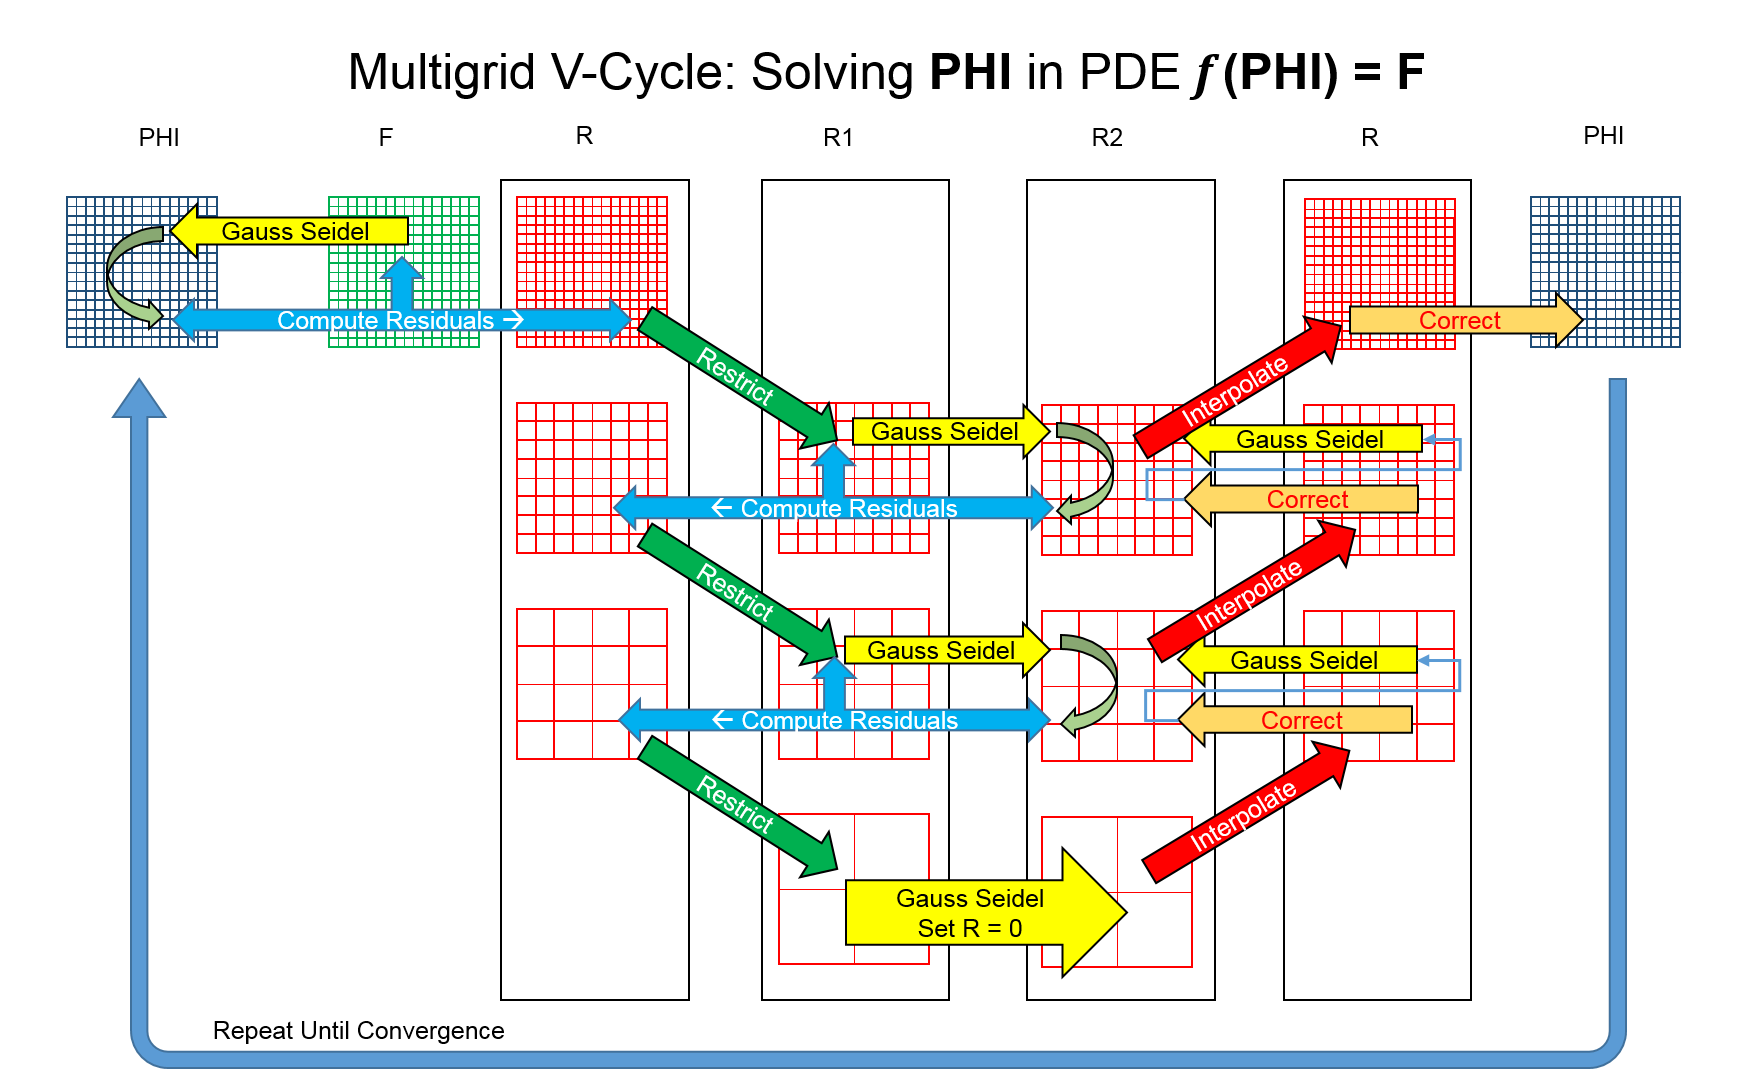 Multigrid V-Cycle: Solving PHI in PDE f (PHI) = F
PHI
F
R
R1
R2
R
PHI
Gauss Seidel
Compute Residuals →
Restrict
Interpolate
Correct
Gauss Seidel
Gauss Seidel
← Compute Residuals
Correct
Restrict
Interpolate
Gauss Seidel
Gauss Seidel
← Compute Residuals
Correct
Restrict
Interpolate
Gauss Seidel
Set R = 0
Repeat Until Convergence